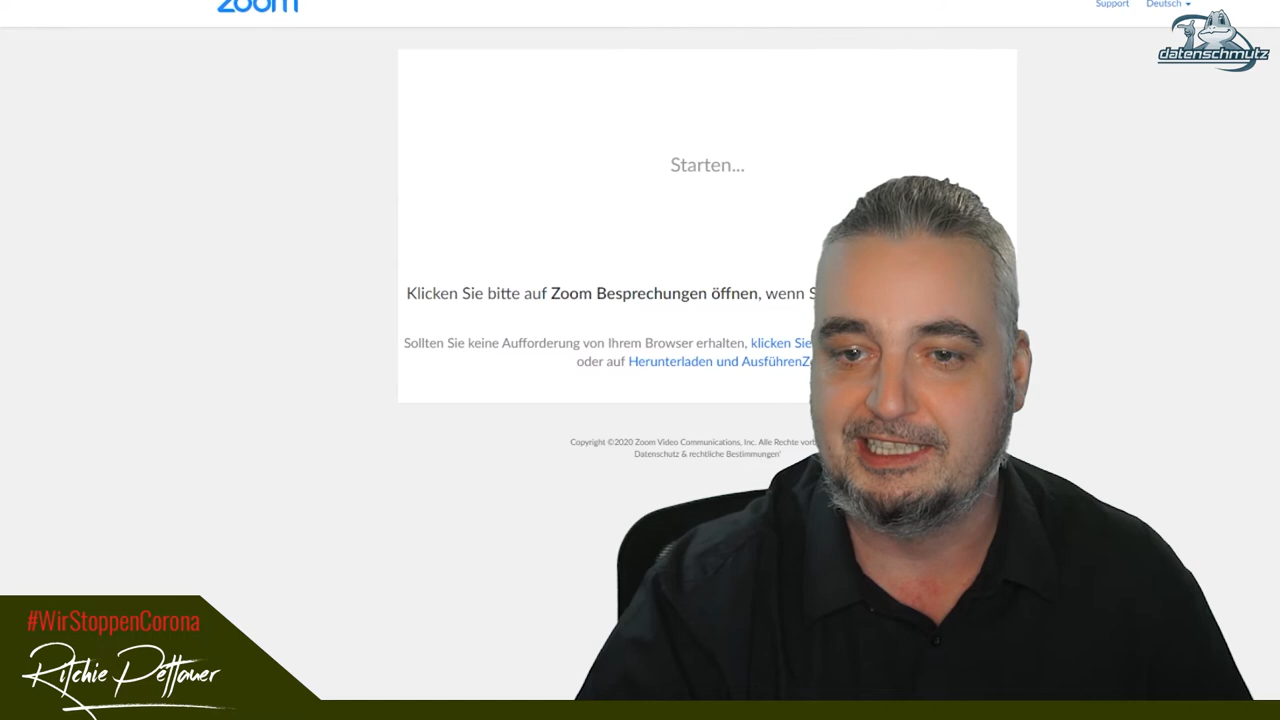 zoom
Support Deutsch
datenschmutz
Starten...
Klicken Sie bitte auf Zoom Besprechungen öffnen, wenn
Sollten Sie keine Aufforderung von Ihrem Browser erhalten, klicken Sie
oder auf Herunterladen und Ausführen
Copyright ©2020 Zoom Video Communications, Inc. Alle Rechte
Datenschutz & rechtliche Bestimmungen'
#WirStoppenCorona
Ritchie Pettauer